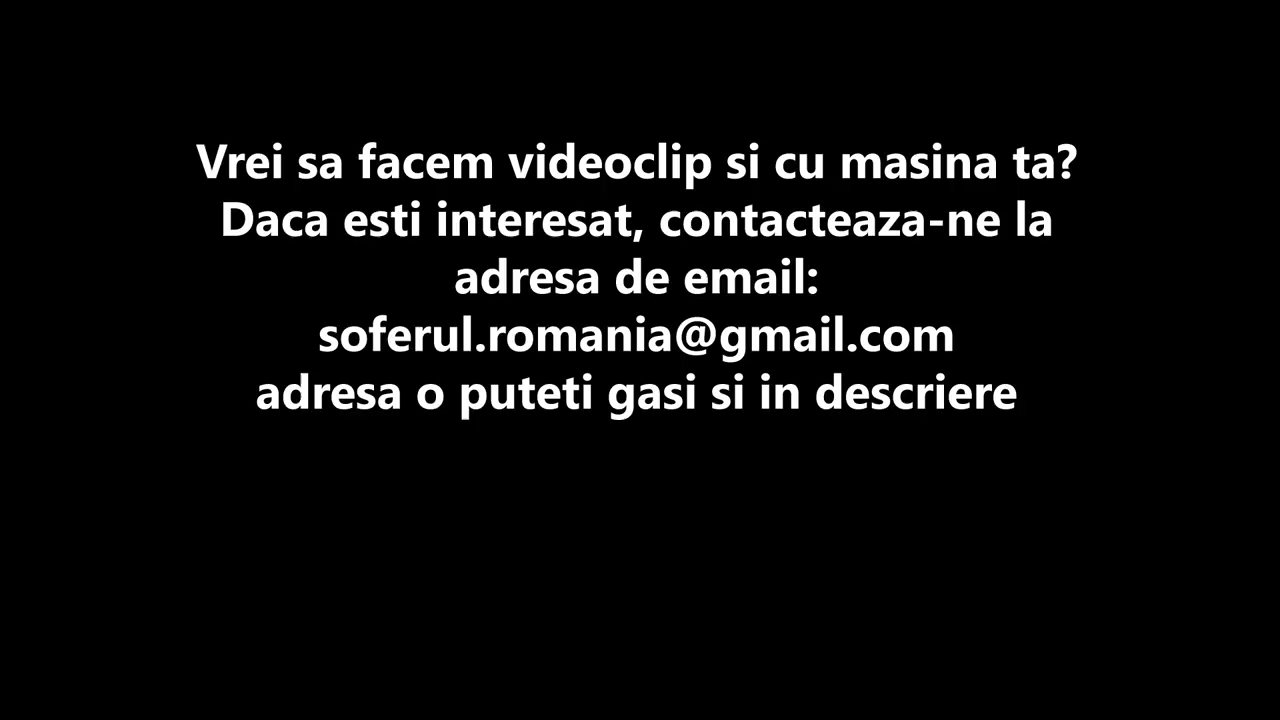 Vrei sa facem videoclip si cu masina ta?
Daca esti interesat, contacteaza-ne la
adresa de email:
soferul.romania@gmail.com
adresa o puteti gasi si in descriere